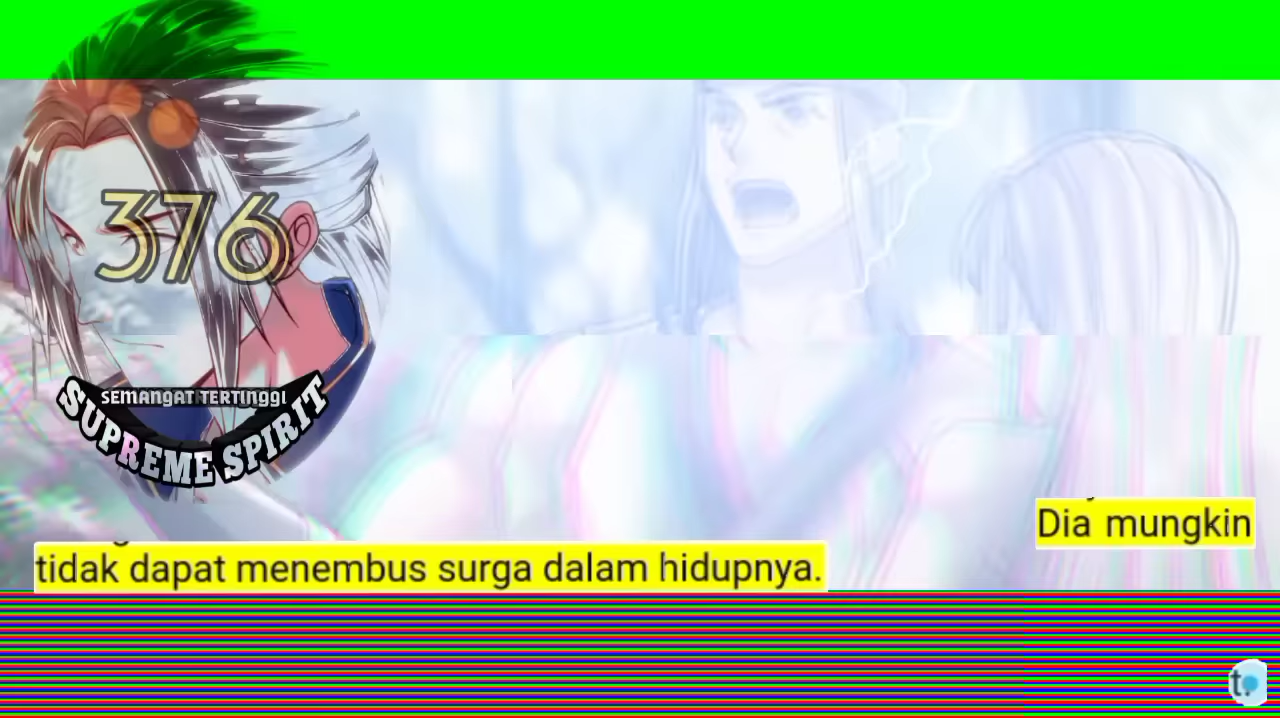 376
SEMANGAT TERTINGGI
SUPREME SPIRIT
Dia mungkin
tidak dapat menembus surga dalam hidupnya.
t.